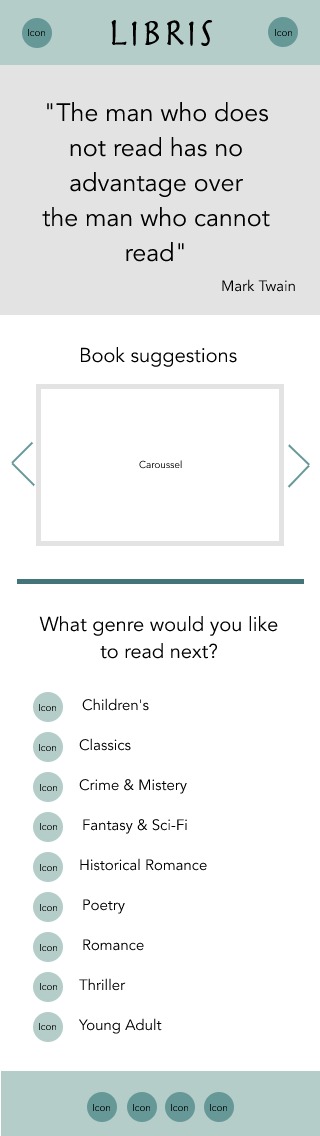 Icon LIBRIS Icon
"The man who does
not read has no
advantage over
the man who cannot
read"
Mark Twain
Book suggestions
Caroussel
What genre would you like
to read next?
Icon Children's
Icon Classics
Icon Crime & Mistery
Icon Fantasy & Sci-Fi
Icon Historical Romance
Icon Poetry
Icon Romance
Icon Thriller
Icon Young Adult
Icon Icon Icon Icon